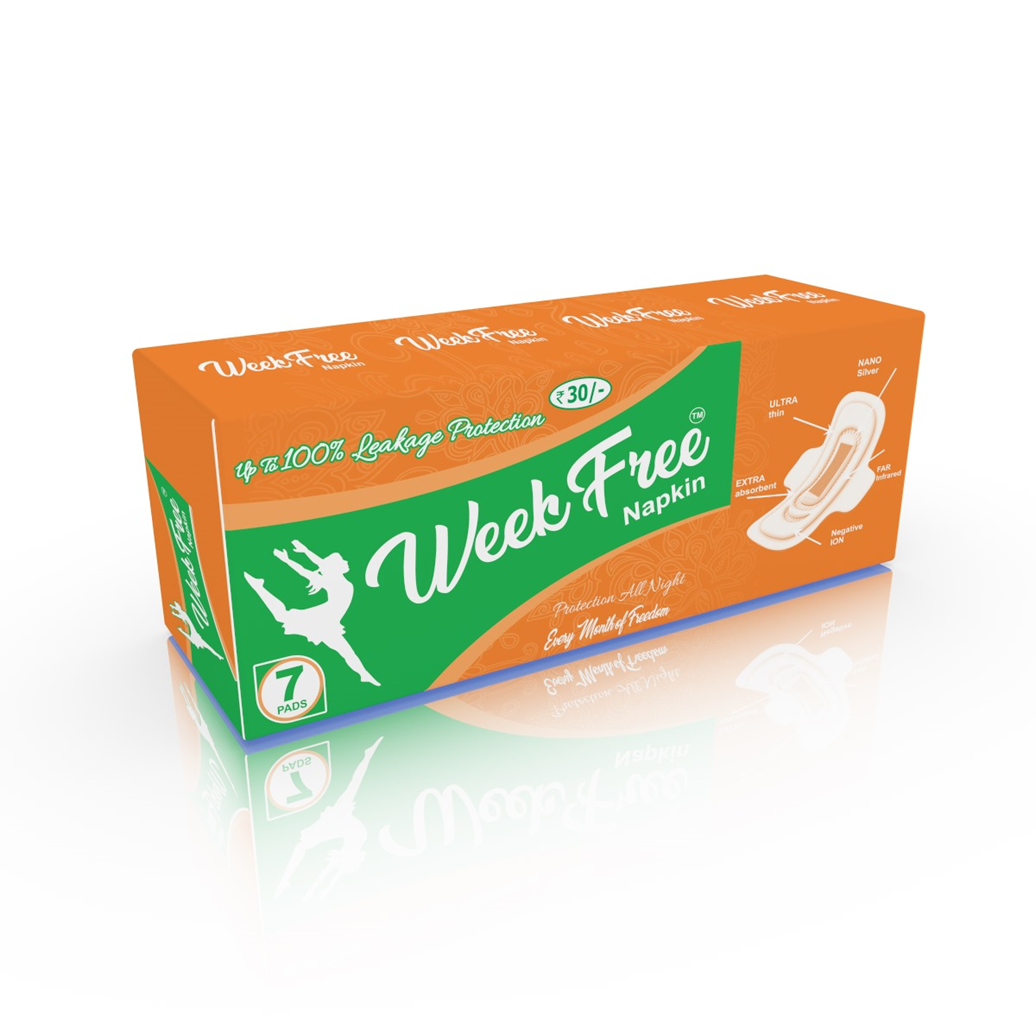 Week Free
Napkin
Week Free
Napkin
Week Free
Napkin
Week Free
Napkin
Up To 100% Leakage Protection
₹ 30/-
Week Free
TM
Napkin
Protection All Night
Every Month of Freedom
7
PADS
NANO
Silver
ULTRA
thin
EXTRA
absorbent
FAR
Infrared
Negative
ION
Week Free
Napkin